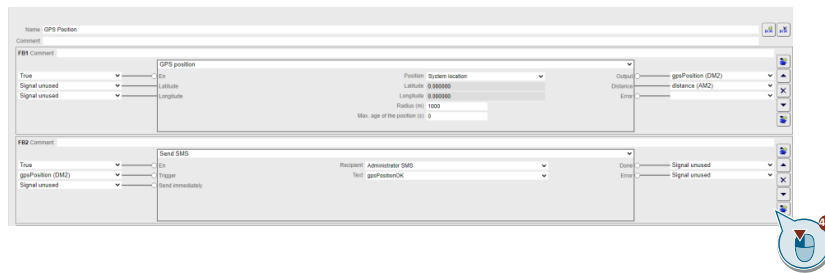 Name GPS Position
Comment
FB1 Comment
GPS position
True En Position System location Output gpsPosition (DM2)
Signal unused Latitude Latitude 0.000000 Distance distance (AM2)
Signal unused Longitude Longitude 0.000000 Error
Radius (m) 1000
Max. age of the position (s) 0
FB2 Comment
Send SMS
True En Recipient Administrator SMS Done Signal unused
gpsPosition (DM2) Trigger Text gpsPositionOK Error Signal unused
Signal unused Send immediately